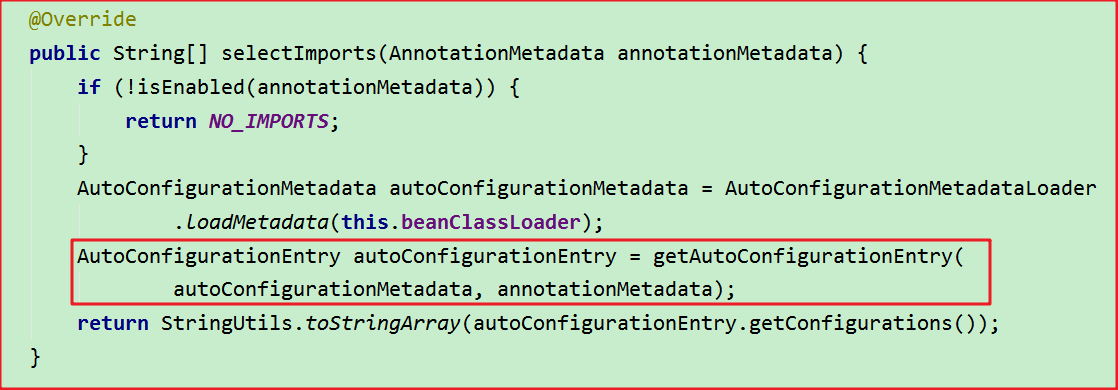 @Override
public String[] selectImports(AnnotationMetadata annotationMetadata) {
    if (!isEnabled(annotationMetadata)) {
        return NO_IMPORTS;
    }
    AutoConfigurationMetadata autoConfigurationMetadata = AutoConfigurationMetadataLoader
            .loadMetadata(this.beanClassLoader);
    AutoConfigurationEntry autoConfigurationEntry = getAutoConfigurationEntry(
            autoConfigurationMetadata, annotationMetadata);
    return StringUtils.toStringArray(autoConfigurationEntry.getConfigurations());
}